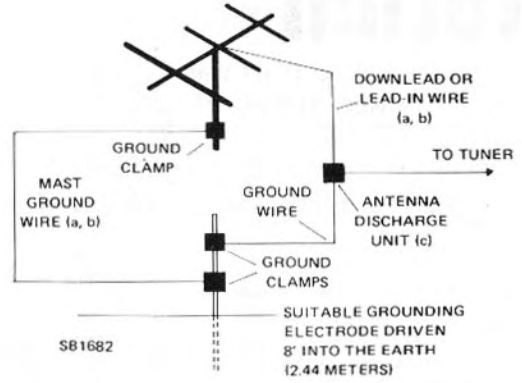 DOWNLEAD OR
LEAD-IN WIRE
(a, b)
GROUND
CLAMP
TO TUNER
MAST
GROUND
WIRE (a, b)
GROUND
WIRE
ANTENNA
DISCHARGE
UNIT (c)
GROUND
CLAMPS
SUITABLE GROUNDING
ELECTRODE DRIVEN
8' INTO THE EARTH
(2.44 METERS)
SB1682